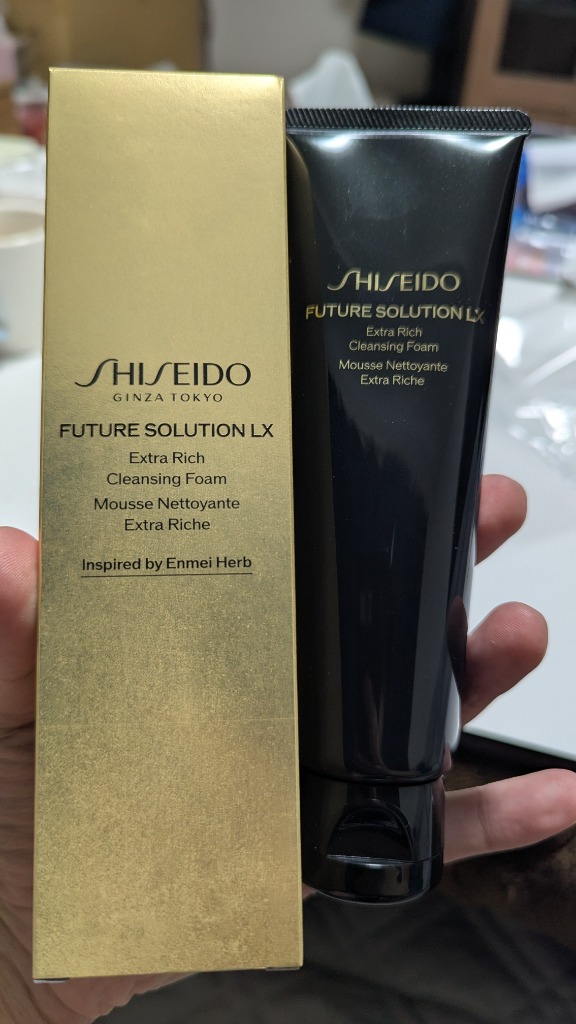 SHISEIDO
GINZA TOKYO
FUTURE SOLUTION LX
Extra Rich
Cleansing Foam
Mousse Nettoyante
Extra Riche
Inspired by Enmei Herb
SHISEIDO
FUTURE SOLUTION LX
Extra Rich
Cleansing Foam
Mousse Nettoyante
Extra Riche